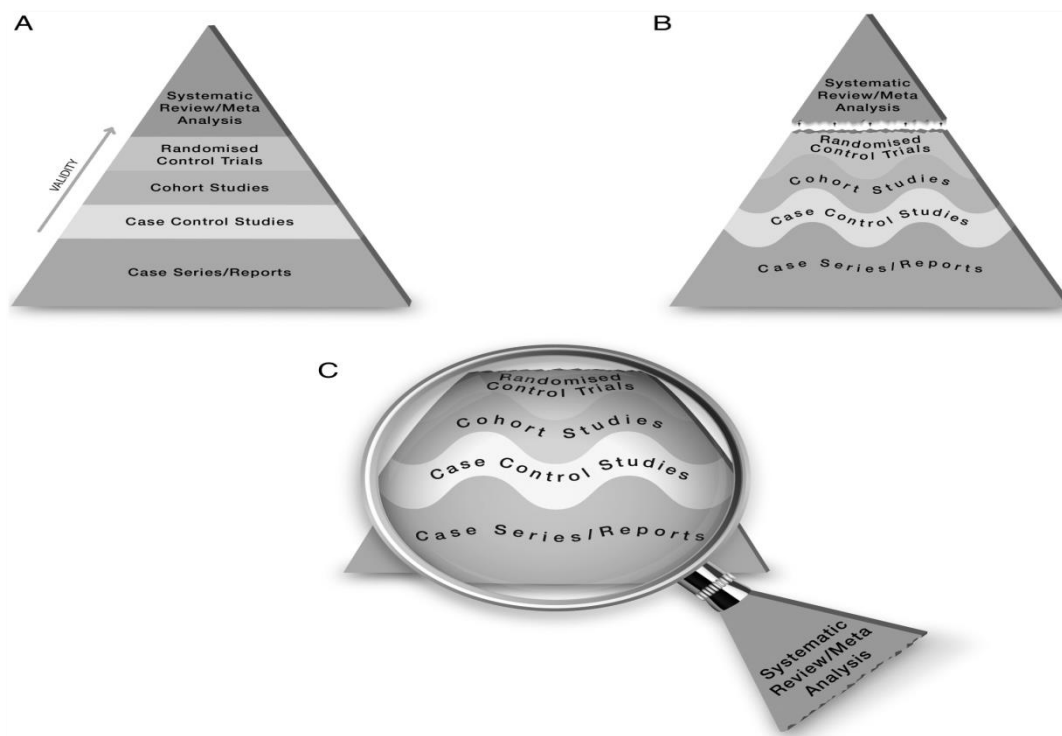 A
Systematic
Review/Meta
Analysis
Randomised
Control Trials
Cohort Studies
Case Control Studies
Case Series/Reports
VALIDITY
B
Systematic
Review/Meta
Analysis
Randomised
Control Trials
Cohort Studies
Case Control Studies
Case Series/Reports
C
Randomised
Control Trials
Cohort Studies
Case Control Studies
Case Series/Reports
Systematic
Review/Meta
Analysis